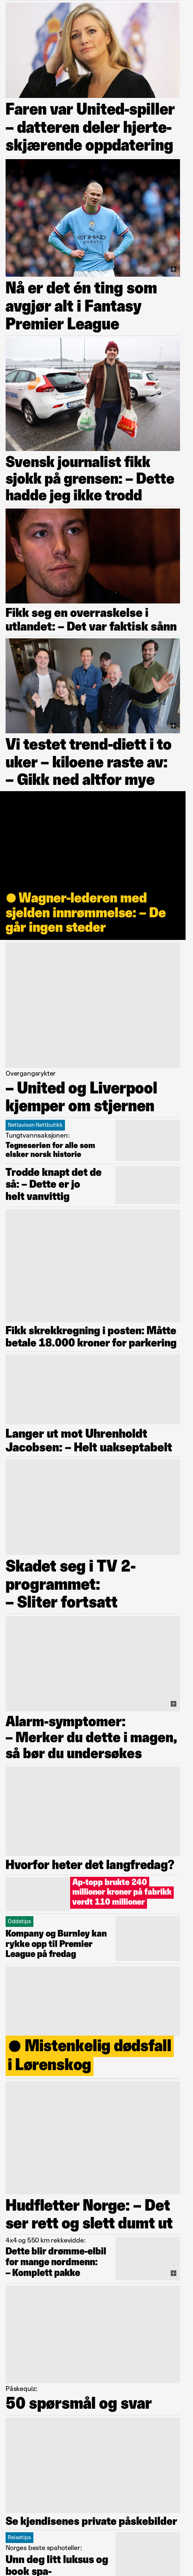 Faren var United-spiller
– datteren deler hjerte-
skjærende oppdatering
ETIHAD
AIRWAYS
Nå er det én ting som
avgjør alt i Fantasy
Premier League
Svensk journalist fikk
sjokk på grensen: – Dette
hadde jeg ikke trodd
Fikk seg en overraskelse i
utlandet: – Det var faktisk sånn
Vi testet trend-diett i to
uker – kiloene raste av:
– Gikk ned altfor mye
Wagner-lederen med
sjelden innrømmelse: – De
går ingen steder
Overgangsrykter
– United og Liverpool
kjemper om stjernen
Nettavisen Nettbutikk
Tungtvannsaksjonen:
Tegneserien for alle som
elsker norsk historie
Trodde knapt det de
så: – Dette er jo
helt vanvittig
Fikk skrekkregning i posten: Måtte
betale 18.000 kroner for parkering
Langer ut mot Uhrenholdt
Jacobsen: – Helt uakseptabelt
Skadet seg i TV 2-
programmet:
– Sliter fortsatt
Alarm-symptomer:
– Merker du dette i magen,
så bør du undersøkes
Hvorfor heter det langfredag?
Ap-topp brukte 240
millioner kroner på fabrikk
verdt 110 millioner
Oddstips
Kompany og Burnley kan
rykke opp til Premier
League på fredag
Mistenkelig dødsfall
i Lørenskog
Hudfletter Norge: – Det
ser rett og slett dumt ut
4x4 og 550 km rekkevidde:
Dette blir drømme-elbil
for mange nordmenn:
– Komplett pakke
Påskequiz:
50 spørsmål og svar
Se kjendisenes private påskebilder
Reisetips
Norges beste spahoteller:
Unn deg litt luksus og
book spa-